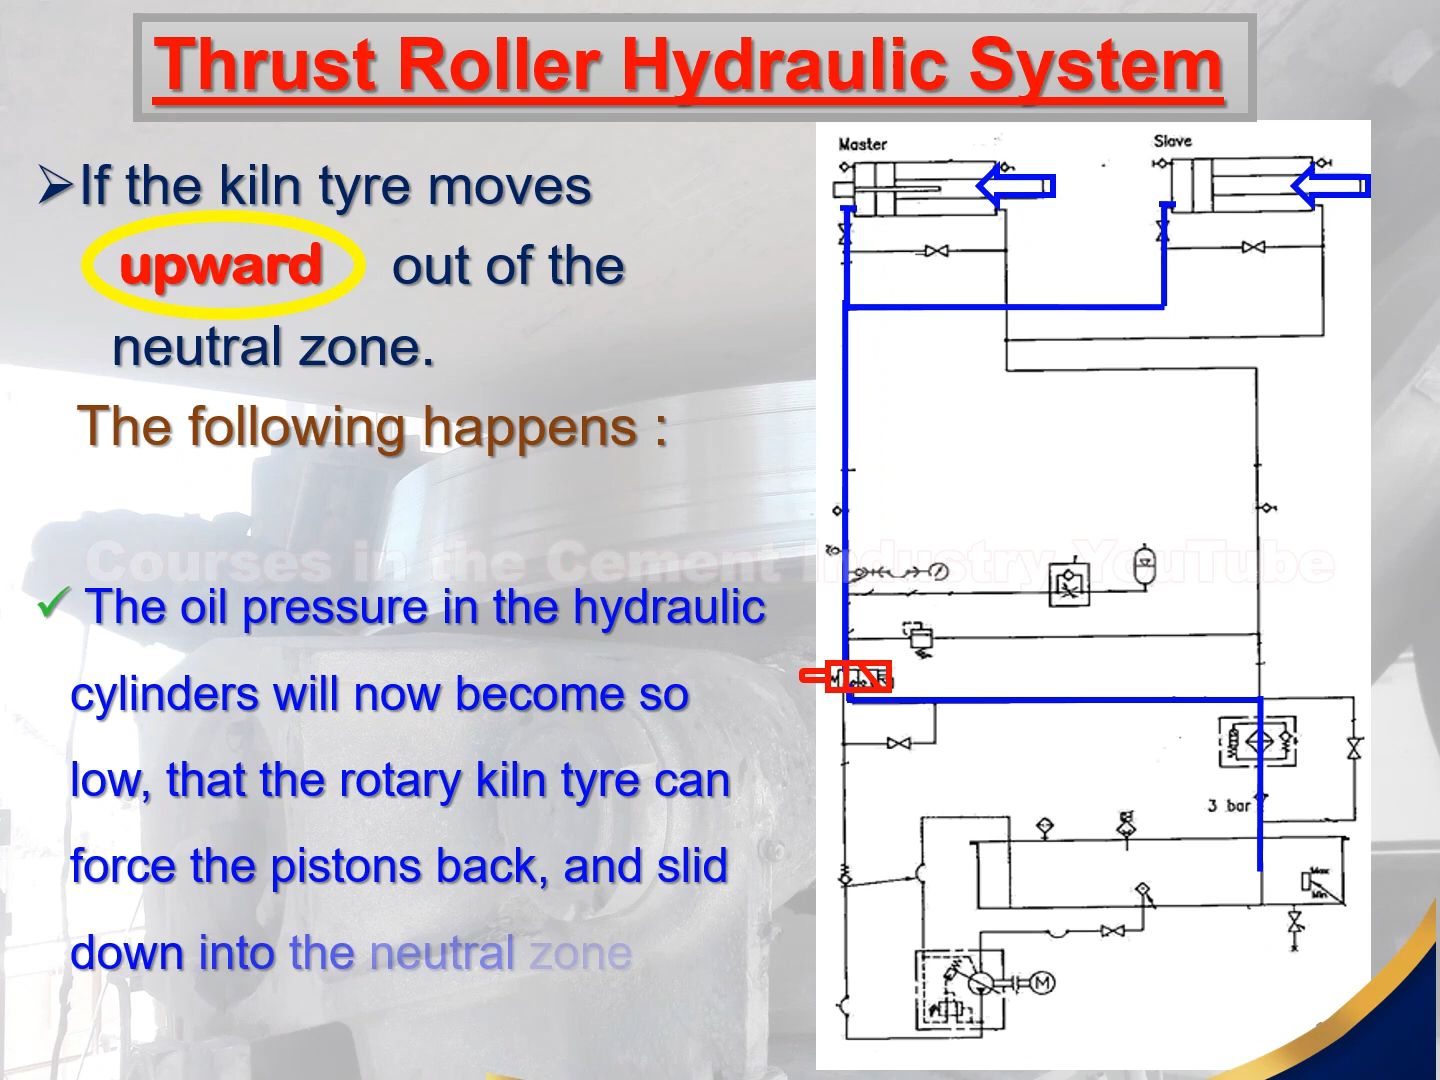 Thrust Roller Hydraulic System
If the kiln tyre moves
upward out of the
neutral zone.
The following happens :
Courses in the Cement Industry YouTube
The oil pressure in the hydraulic
cylinders will now become so
low, that the rotary kiln tyre can
force the pistons back, and slid
down into the neutral zone
Master
Slave
3 bar
Max
Min
M